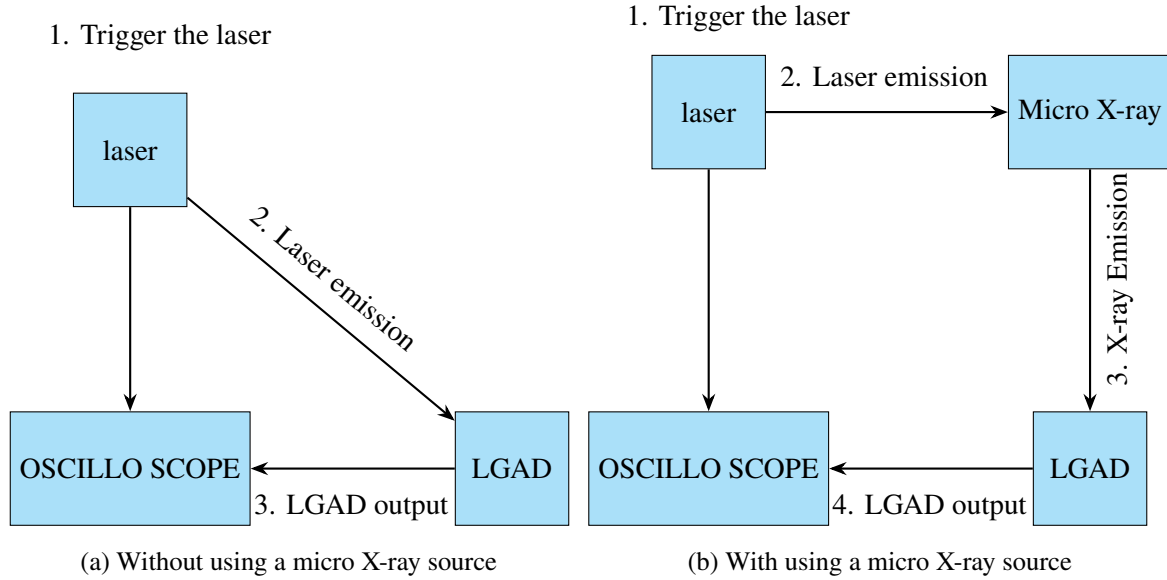 1. Trigger the laser
laser
2. Laser emission
OSCILLO SCOPE
LGAD
3. LGAD output
(a) Without using a micro X-ray source
1. Trigger the laser
laser
2. Laser emission
Micro X-ray
3. X-ray Emission
OSCILLO SCOPE
LGAD
4. LGAD output
(b) With using a micro X-ray source